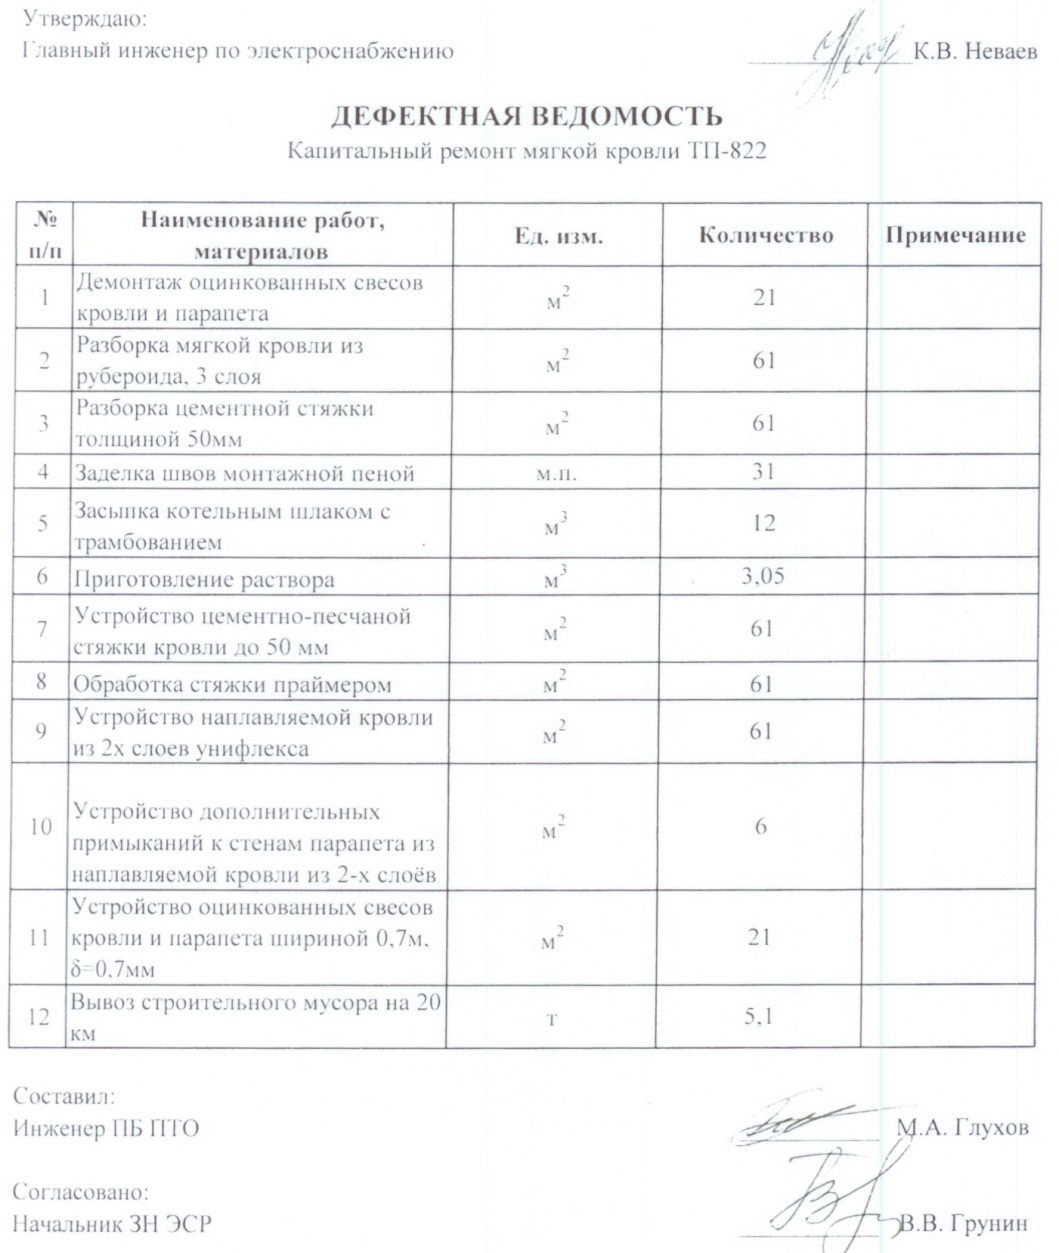 Утверждаю:
Главный инженер по электроснабжению
К.В. Неваев
ДЕФЕКТНАЯ ВЕДОМОСТЬ
Капитальный ремонт мягкой кровли ТП-822
№ п/п Наименование работ, материалов Ед. изм. Количество Примечание
1 Демонтаж оцинкованных свесов кровли и парапета м² 21
2 Разборка мягкой кровли из рубероида, 3 слоя м² 61
3 Разборка цементной стяжки толщиной 50мм м² 61
4 Заделка швов монтажной пеной м.п. 31
5 Засыпка котельным шлаком с трамбованием м³ 12
6 Приготовление раствора м³ 3,05
7 Устройство цементно-песчаной стяжки кровли до 50 мм м² 61
8 Обработка стяжки праймером м² 61
9 Устройство наплавляемой кровли из 2х слоев унифлекса м² 61
10 Устройство дополнительных примыканий к стенам парапета из наплавляемой кровли из 2-х слоёв м² 6
11 Устройство оцинкованных свесов кровли и парапета шириной 0,7м, δ=0,7мм м² 21
12 Вывоз строительного мусора на 20 км т 5,1
Составил:
Инженер ПБ ПТО
М.А. Глухов
Согласовано:
Начальник ЗН ЭСР
В.В. Грунин